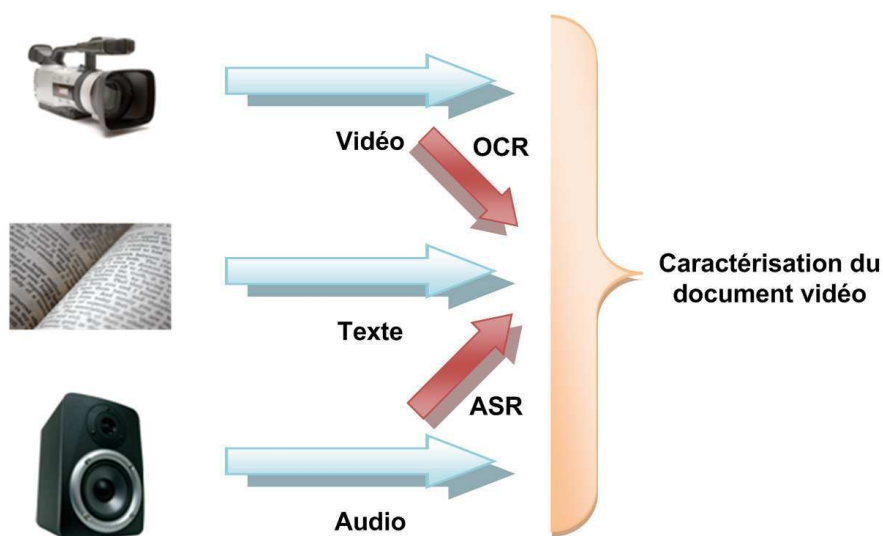 Vidéo
OCR
Texte
ASR
Audio
Caractérisation du
document vidéo